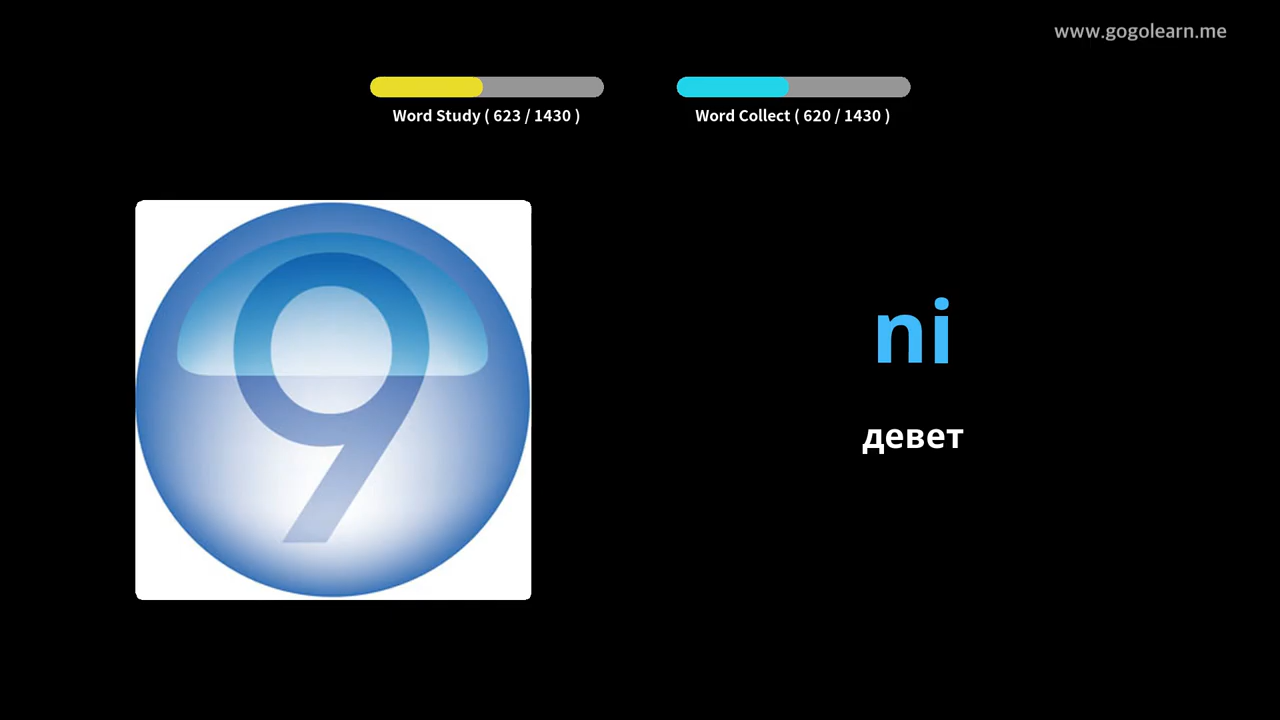 www.gogolearn.me
Word Study ( 623 / 1430 )
Word Collect ( 620 / 1430 )
9
ni
девет